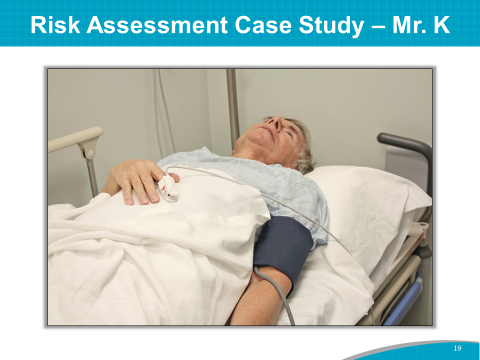 Risk Assessment Case Study – Mr. K
19